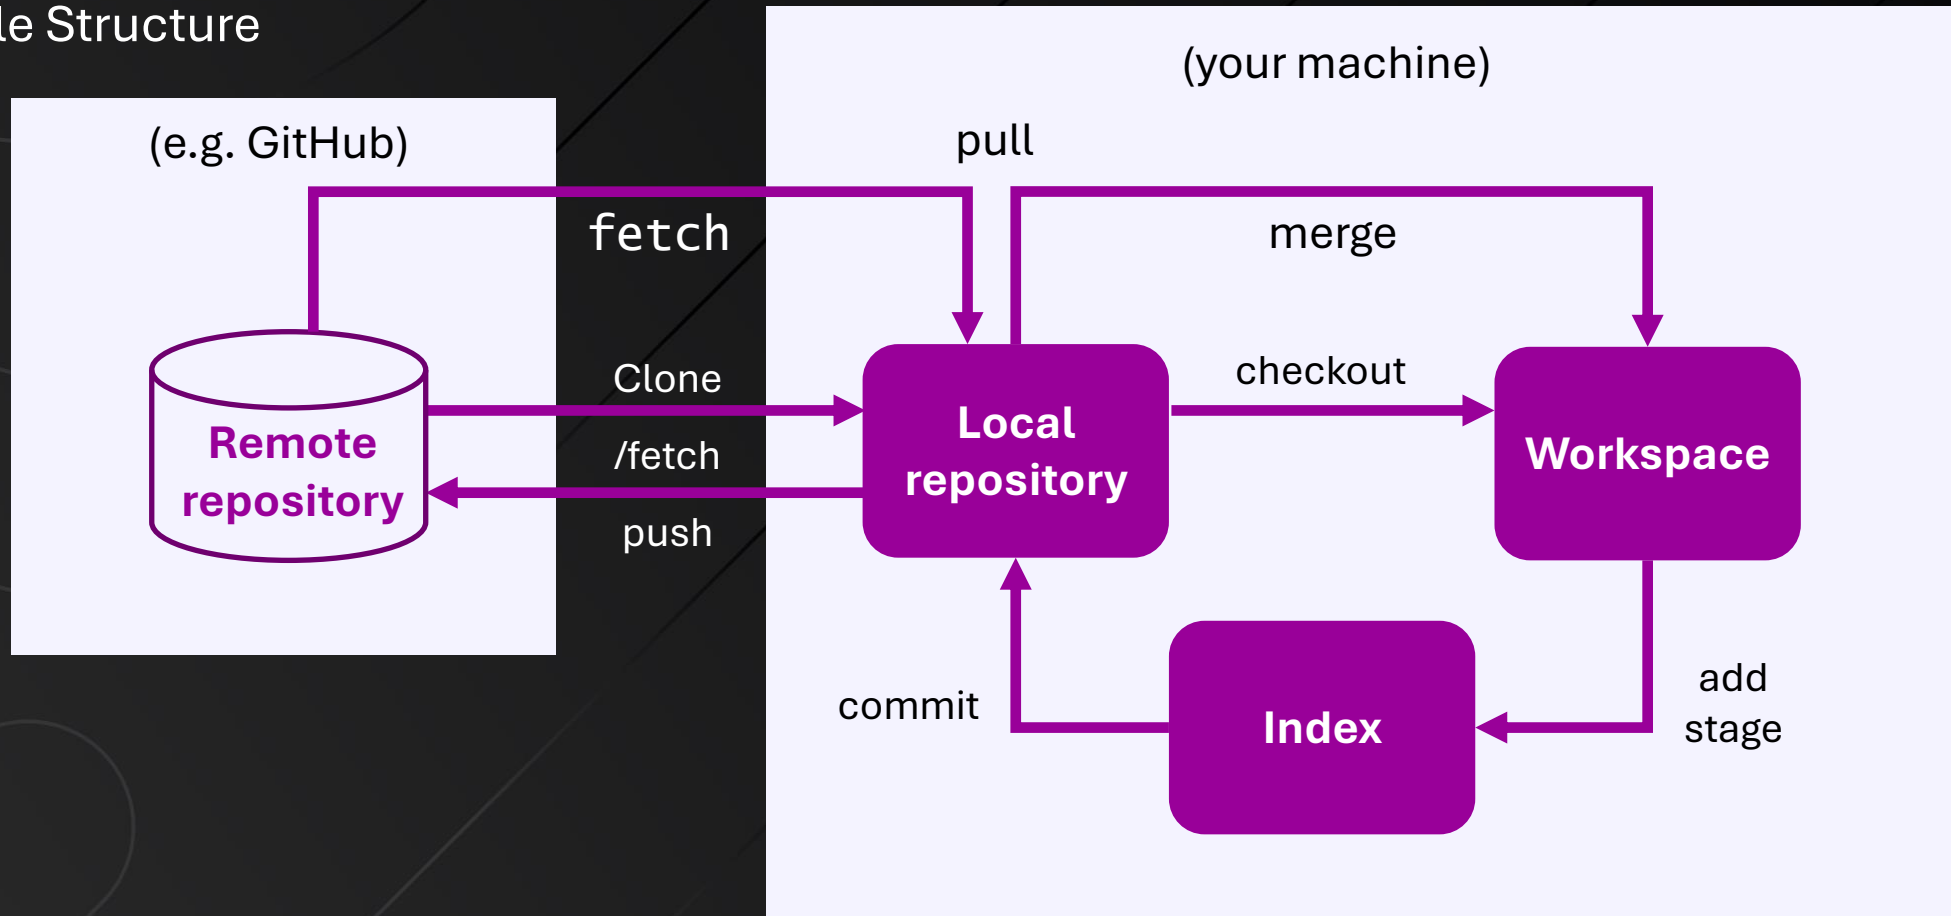 le Structure
(your machine)
(e.g. GitHub)
pull
fetch
merge
Clone
/fetch
push
checkout
Remote
repository
Local
repository
Workspace
commit
Index
add
stage